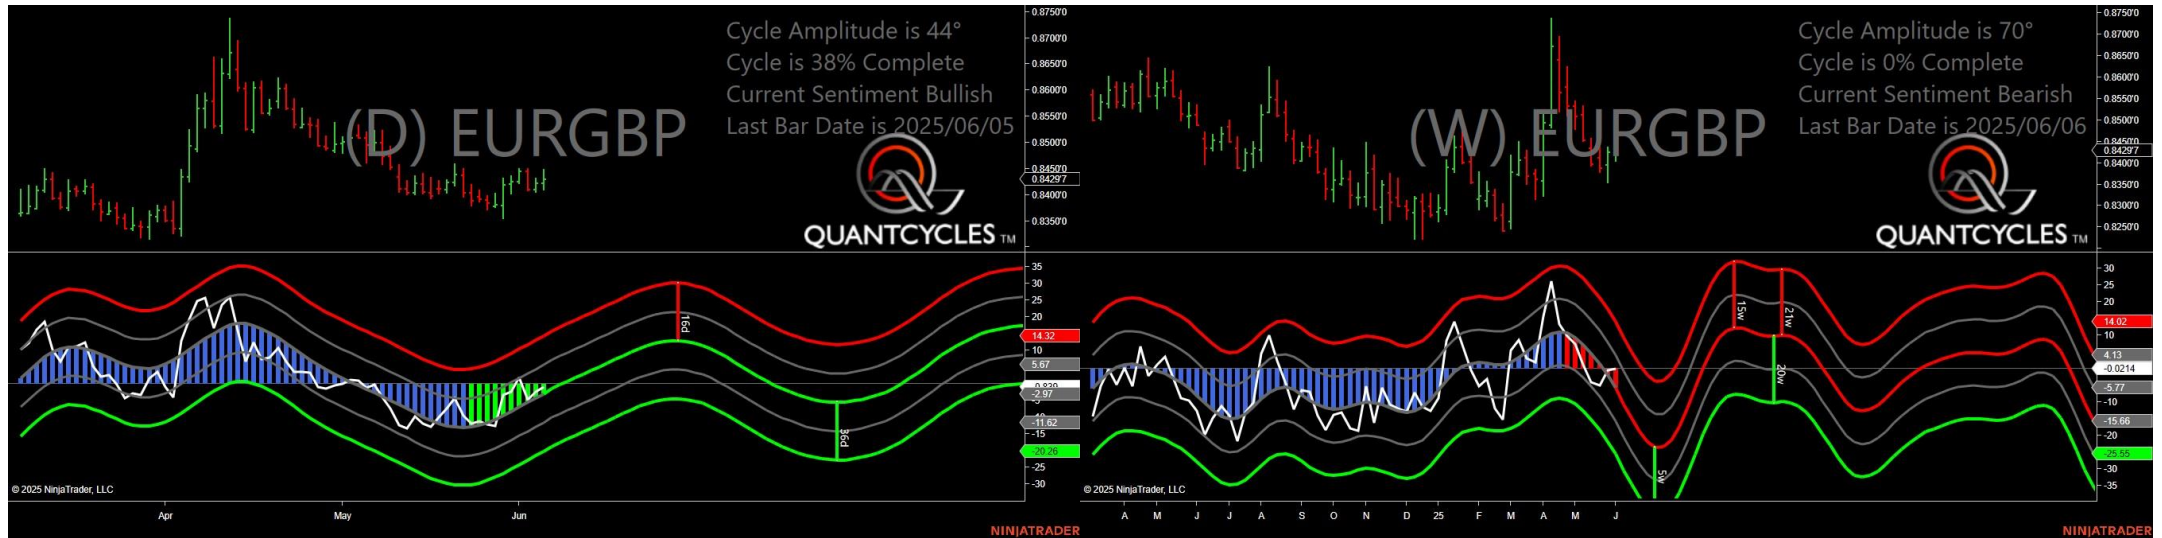 Cycle Amplitude is 44°
Cycle is 38% Complete
Current Sentiment Bullish
Last Bar Date is 2025/06/05
(D) EURGBP
QUANTCYCLES TM
0.8750'0
0.8700'0
0.8650'0
0.8600'0
0.8550'0
0.8500'0
0.8450'0
0.8429'7
0.8400'0
0.8350'0
16d
36d
35
30
25
20
14.32
10
5.67
-2.97
-11.62
-15
-20.26
-25
-30
© 2025 NinjaTrader, LLC
Apr
May
Jun
NINJATRADER
Cycle Amplitude is 70°
Cycle is 0% Complete
Current Sentiment Bearish
Last Bar Date is 2025/06/06
(W) EURGBP
QUANTCYCLES TM
0.8750'0
0.8700'0
0.8650'0
0.8600'0
0.8550'0
0.8500'0
0.8429'7
0.8400'0
0.8350'0
0.8300'0
0.8250'0
15w
21w
20w
5w
30
25
20
14.02
10
4.13
-0.0214
-5.77
-10
-15.66
-20
-25.55
-30
-35
© 2025 NinjaTrader, LLC
A M J J A S O N D 25 F M A M J
NINJATRADER